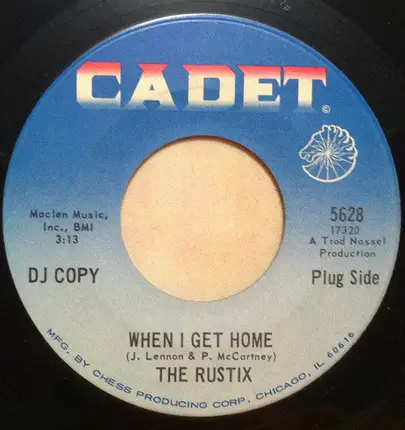 CADET
©
Maclen Music,
Inc., BMI
3:13
5628
17320
A Trod Nossel
Production
DJ COPY
Plug Side
WHEN I GET HOME
(J. Lennon & P. McCartney)
THE RUSTIX
MFG. BY CHESS PRODUCING CORP., CHICAGO, IL 60616